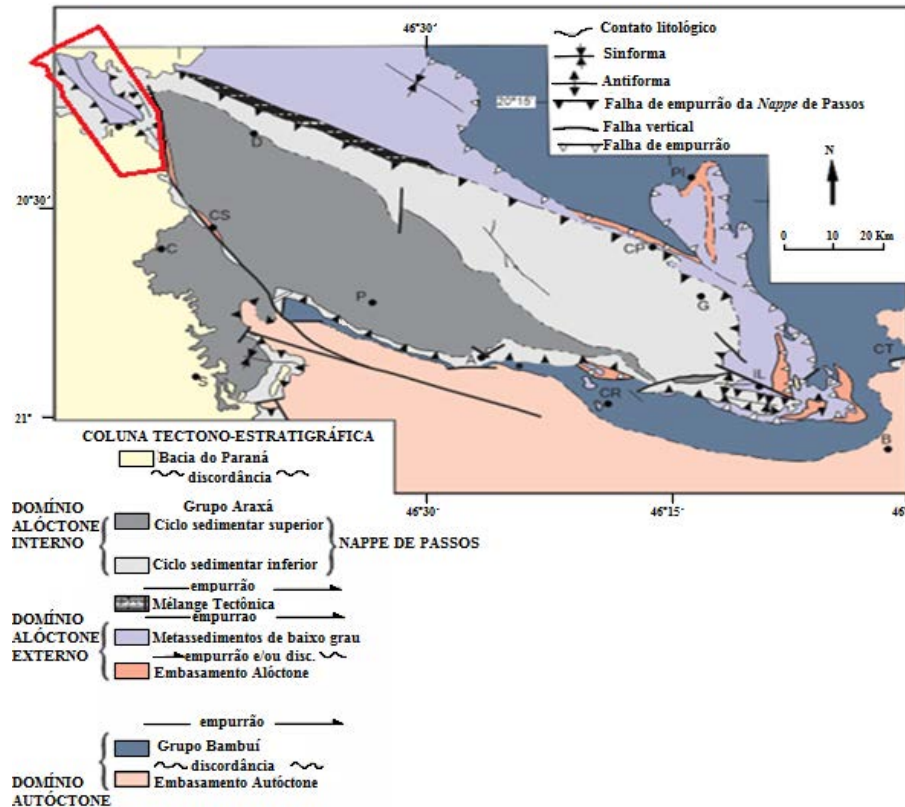 46°30'
46°15'
Contato litológico
Sinforma
Antiforma
20°15'
Falha de empurrão da Nappe de Passos
Falha vertical
Falha de empurrão
N
0 10 20 Km
20°30'
21°
I
D
CS
C
P
S
A
PI
CP
G
CT
IL
CR
B
46°30'
46°15'
COLUNA TECTONO-ESTRATIGRÁFICA
Bacia do Paraná
discordância
DOMÍNIO
ALÓCTONE
INTERNO
Grupo Araxá
Ciclo sedimentar superior
NAPPE DE PASSOS
Ciclo sedimentar inferior
empurrão
Mélange Tectônica
empurrão
DOMÍNIO
ALÓCTONE
EXTERNO
Metassedimentos de baixo grau
empurrão e/ou disc.
Embasamento Alóctone
empurrão
Grupo Bambuí
discordância
DOMÍNIO
AUTÓCTONE
Embasamento Autóctone